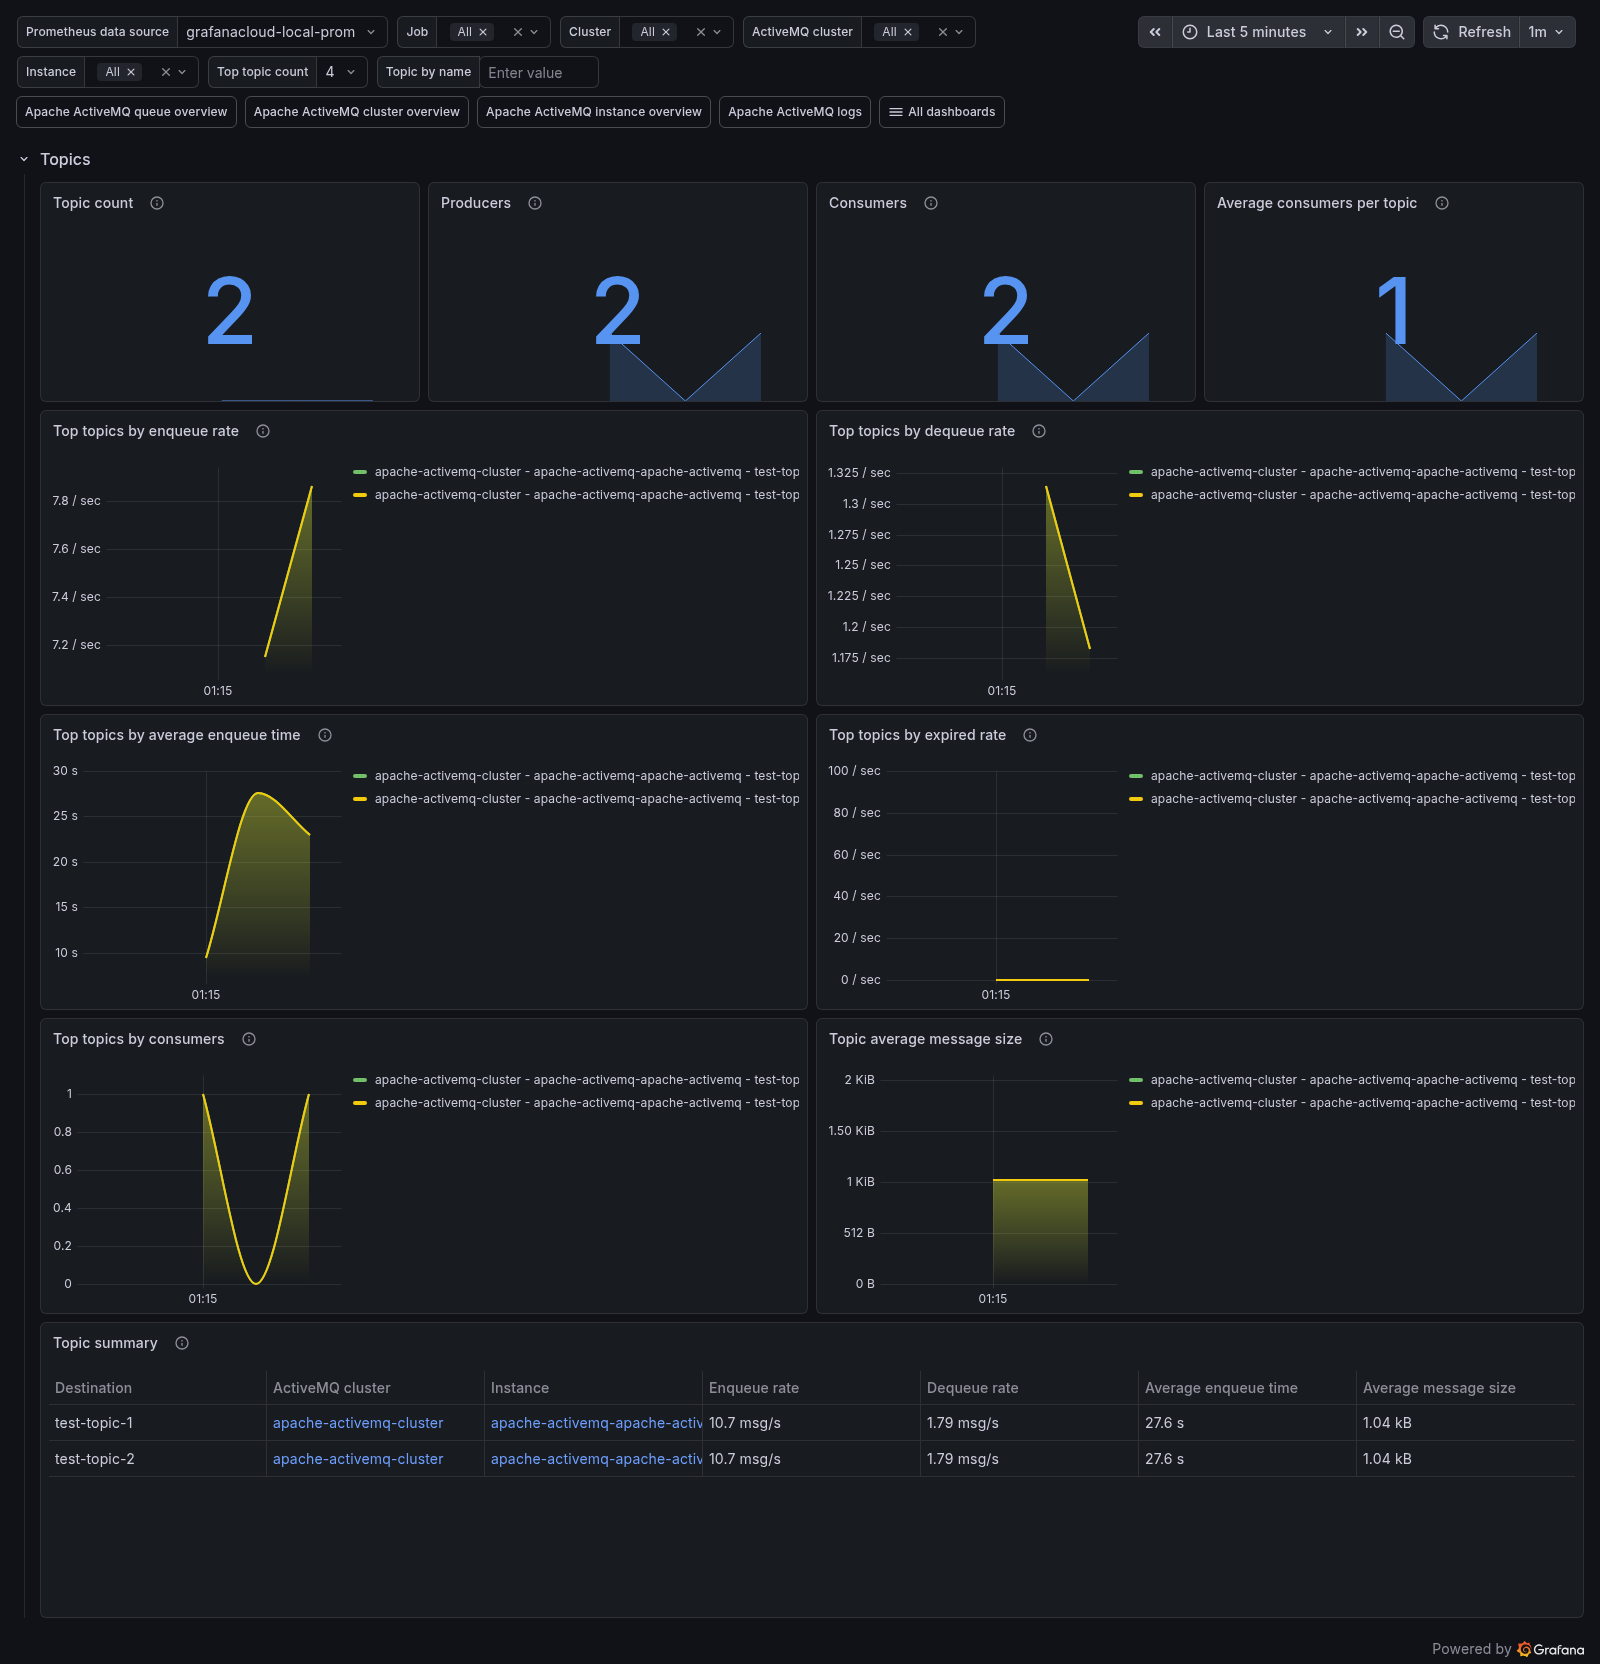 Prometheus data source grafanacloud-local-prom Job All Cluster All ActiveMQ cluster All Last 5 minutes Refresh 1m
Instance All Top topic count 4 Topic by name Enter value
Apache ActiveMQ queue overview Apache ActiveMQ cluster overview Apache ActiveMQ instance overview Apache ActiveMQ logs All dashboards
Topics
Topic count
2
Producers
2
Consumers
2
Average consumers per topic
1
Top topics by enqueue rate
7.8 / sec
7.6 / sec
7.4 / sec
7.2 / sec
01:15
apache-activemq-cluster - apache-activemq-apache-activemq - test-top
apache-activemq-cluster - apache-activemq-apache-activemq - test-top
Top topics by dequeue rate
1.325 / sec
1.3 / sec
1.275 / sec
1.25 / sec
1.225 / sec
1.2 / sec
1.175 / sec
01:15
apache-activemq-cluster - apache-activemq-apache-activemq - test-top
apache-activemq-cluster - apache-activemq-apache-activemq - test-top
Top topics by average enqueue time
30 s
25 s
20 s
15 s
10 s
01:15
apache-activemq-cluster - apache-activemq-apache-activemq - test-top
apache-activemq-cluster - apache-activemq-apache-activemq - test-top
Top topics by expired rate
100 / sec
80 / sec
60 / sec
40 / sec
20 / sec
0 / sec
01:15
apache-activemq-cluster - apache-activemq-apache-activemq - test-top
apache-activemq-cluster - apache-activemq-apache-activemq - test-top
Top topics by consumers
1
0.8
0.6
0.4
0.2
0
01:15
apache-activemq-cluster - apache-activemq-apache-activemq - test-top
apache-activemq-cluster - apache-activemq-apache-activemq - test-top
Topic average message size
2 KiB
1.50 KiB
1 KiB
512 B
0 B
01:15
apache-activemq-cluster - apache-activemq-apache-activemq - test-top
apache-activemq-cluster - apache-activemq-apache-activemq - test-top
Topic summary
Destination ActiveMQ cluster Instance Enqueue rate Dequeue rate Average enqueue time Average message size
test-topic-1 apache-activemq-cluster apache-activemq-apache-activ 10.7 msg/s 1.79 msg/s 27.6 s 1.04 kB
test-topic-2 apache-activemq-cluster apache-activemq-apache-activ 10.7 msg/s 1.79 msg/s 27.6 s 1.04 kB
Powered by Grafana